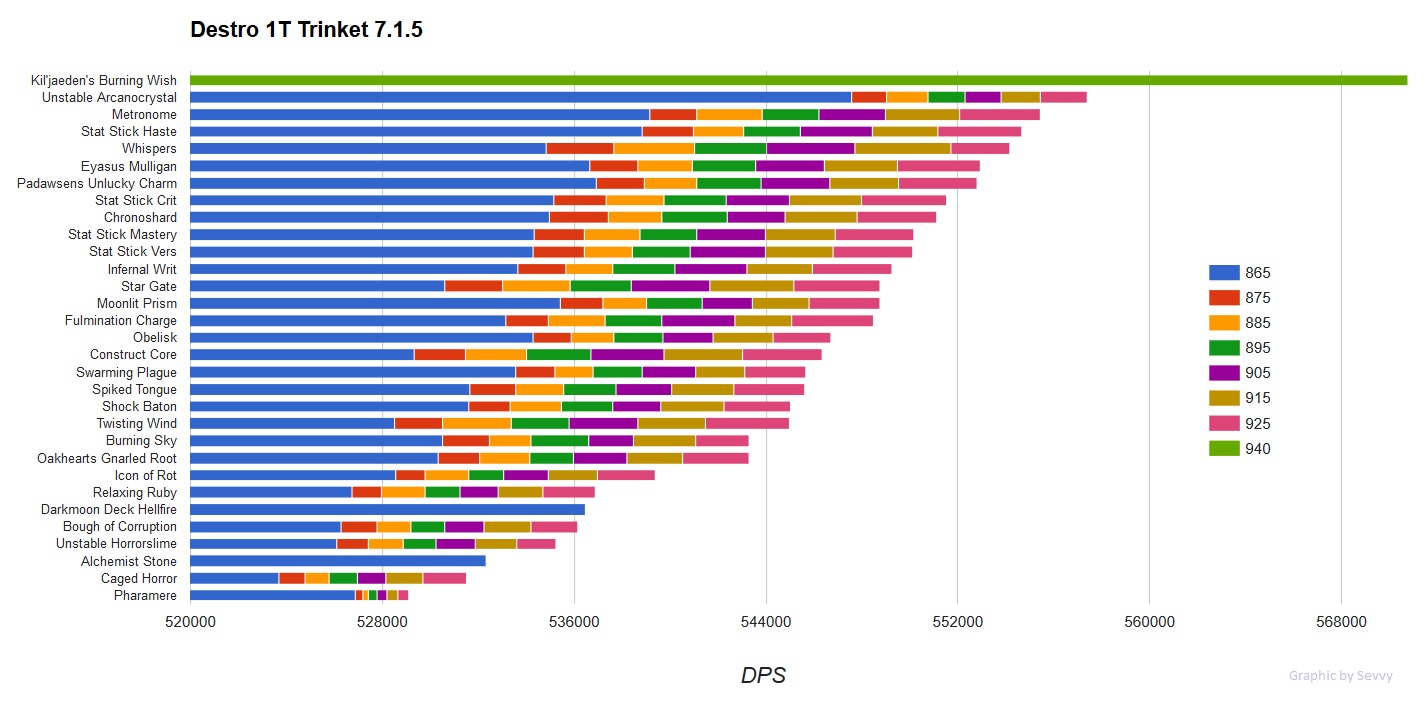 Destro 1T Trinket 7.1.5
Kil'jaeden's Burning Wish
Unstable Arcanocrystal
Metronome
Stat Stick Haste
Whispers
Eyasus Mulligan
Padawsens Unlucky Charm
Stat Stick Crit
Chronoshard
Stat Stick Mastery
Stat Stick Vers
Infernal Writ
Star Gate
Moonlit Prism
Fulmination Charge
Obelisk
Construct Core
Swarming Plague
Spiked Tongue
Shock Baton
Twisting Wind
Burning Sky
Oakhearts Gnarled Root
Icon of Rot
Relaxing Ruby
Darkmoon Deck Hellfire
Bough of Corruption
Unstable Horrorslime
Alchemist Stone
Caged Horror
Pharamere
865
875
885
895
905
915
925
940
520000 528000 536000 544000 552000 560000 568000
DPS
Graphic by Sevvy